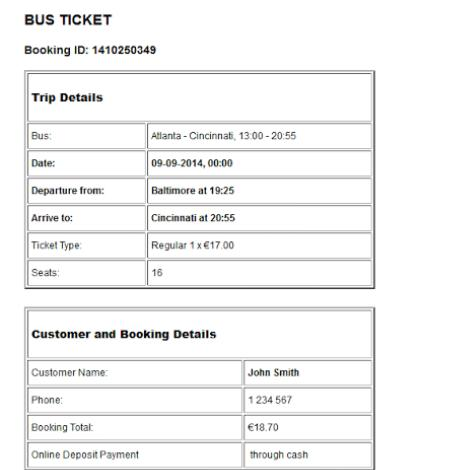 BUS TICKET
Booking ID: 1410250349
Trip Details
Bus: Atlanta - Cincinnati, 13:00 - 20:55
Date: 09-09-2014, 00:00
Departure from: Baltimore at 19:25
Arrive to: Cincinnati at 20:55
Ticket Type: Regular 1 x €17.00
Seats: 16
Customer and Booking Details
Customer Name: John Smith
Phone: 1 234 567
Booking Total: €18.70
Online Deposit Payment through cash